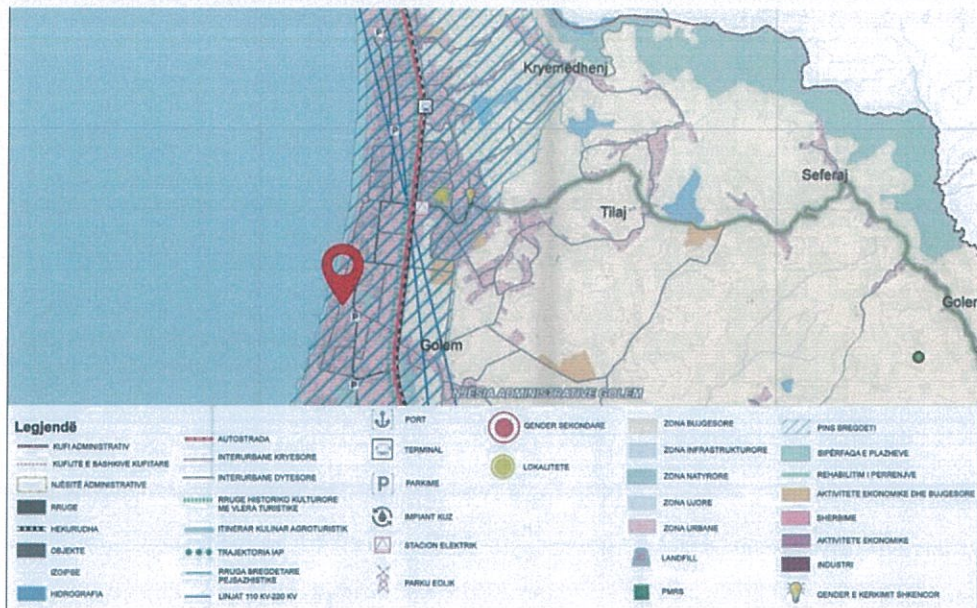 Kryemëdhenj
Seferaj
Tilaj
Golem
P
P
P
P
NJESIA ADMINISTRATIVE GOLEM
Legjendë
KUFI ADMINISTRATIV
KUFIJTË E BASHKIVE KUFITARE
NJËSITË ADMINISTRATIVE
RRUGE
HEKURUDHA
OBJEKTE
IZOIPSE
HIDROGRAFIA
AUTOSTRADA
INTERURBANE KRYESORE
INTERURBANE DYTESORE
RRUGE HISTORIKO KULTURORE
ME VLERA TURISTIKE
ITINERAR KULINAR AGROTURISTIK
TRAJEKTORIA IAP
RRUGA BREGDETARE
PEJSAZHISTIKE
LINJAT 110 KV-220 KV
PORT
TERMINAL
P
PARKIME
IMPIANT KUZ
STACION ELEKTRIK
PARKU EOLIK
QENDER SEKONDARE
LOKALITETE
ZONA BUJQESORE
ZONA INFRASTRUKTURORE
ZONA NATYRORE
ZONA UJORE
ZONA URBANE
LANDFILL
PMRS
PINS BREGDETI
SIPËRFAQA E PLAZHEVE
REHABILITIM I PERRENJVE
AKTIVITETE EKONOMIKE DHE BUJQESORE
SHERBIME
AKTIVITETE EKONOMIKE
INDUSTRI
QENDER E KERKIMIT SHKENCOR